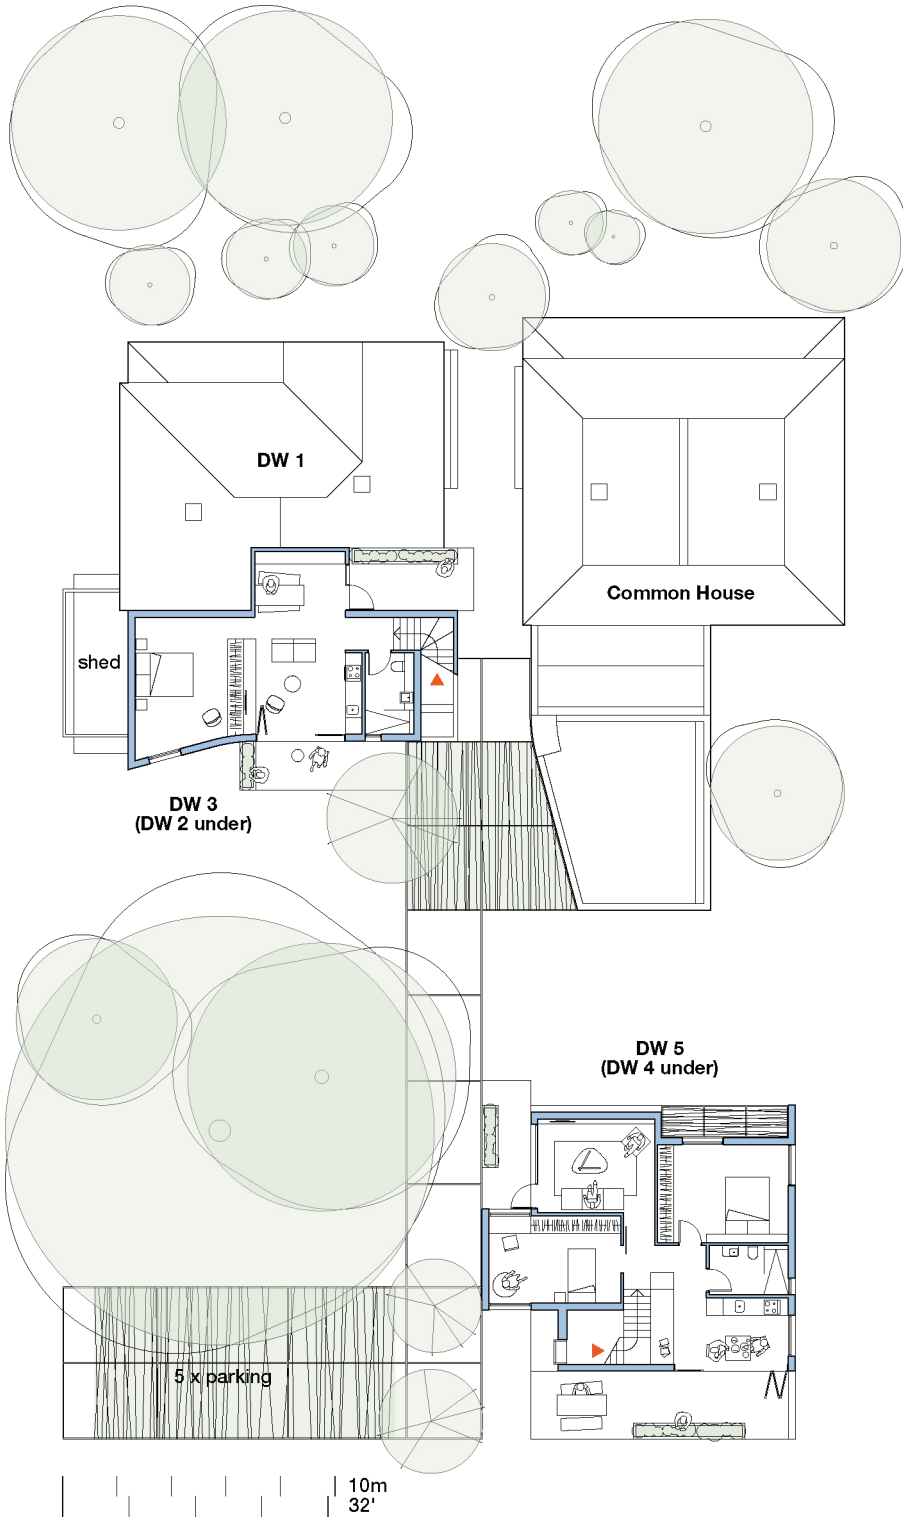 DW 1
Common House
shed
DW 3
(DW 2 under)
DW 5
(DW 4 under)
5 x parking
10m
32'